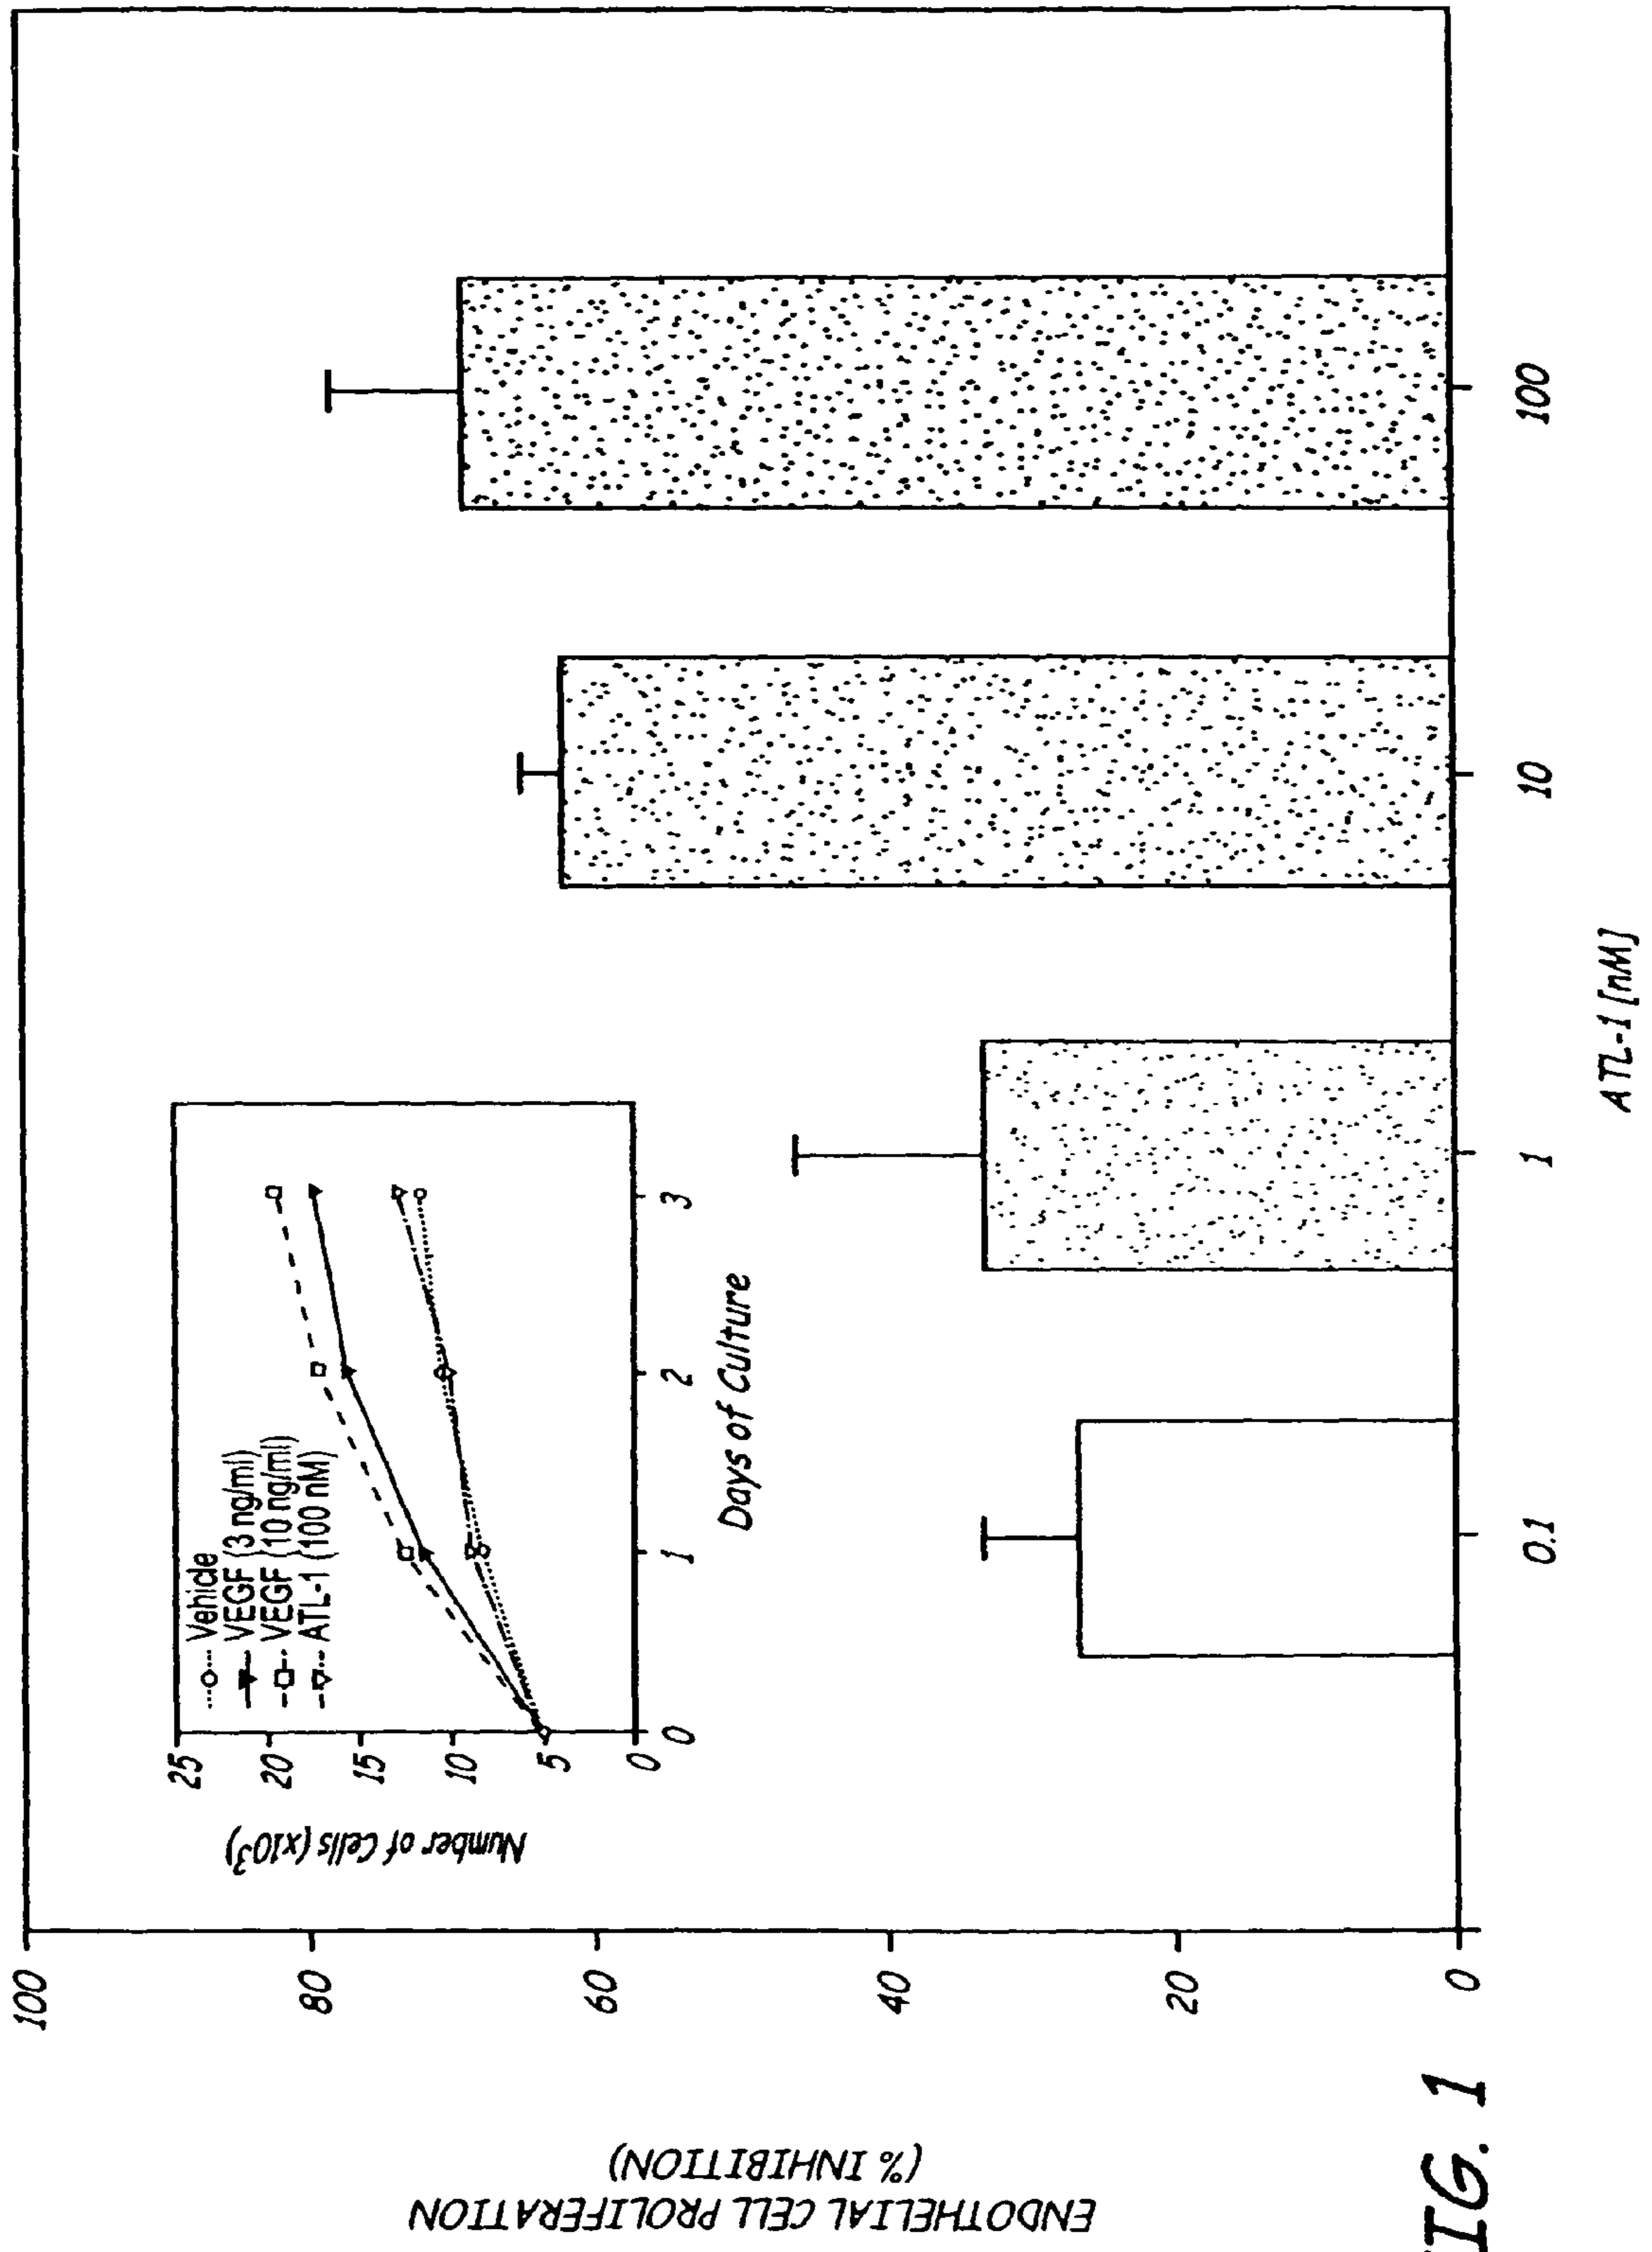 ENDOTHELIAL CELL PROLIFERATION
(% INHIBITION)
100
80
60
40
20
0
Number of Cells (x10³)
25
20
15
10
5
0
Vehicle
VEGF (3 ng/ml)
VEGF (10 ng/ml)
ATL-1 (100 nM)
0 1 2 3
Days of Culture
0.1 1 10 100
ATL-1 [nM]
IG. 1